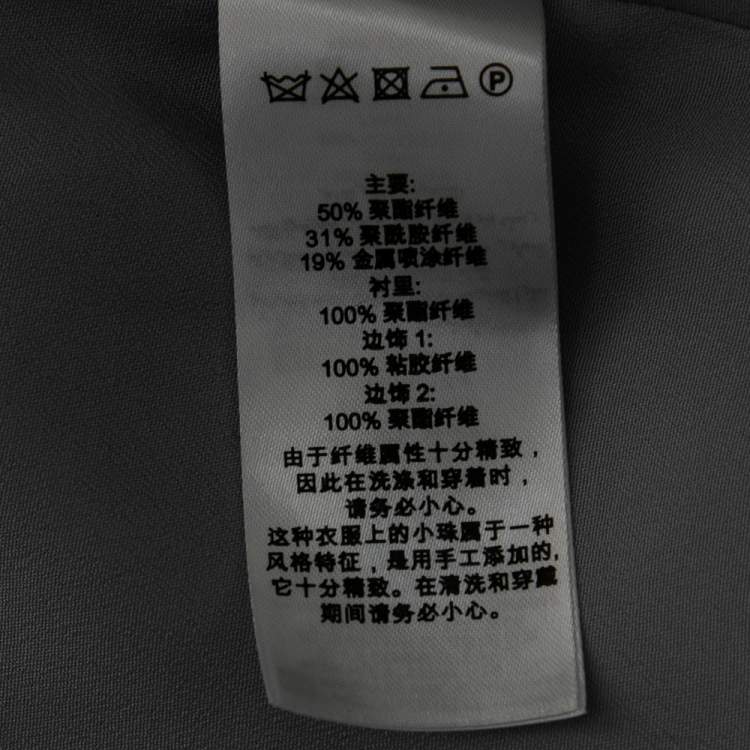 P
主要:
50% 聚酯纤维
31% 聚酰胺纤维
19% 金属喷涂纤维
衬里:
100% 聚酯纤维
边饰 1:
100% 粘胶纤维
边饰 2:
100% 聚酯纤维
由于纤维属性十分精致，
因此在洗涤和穿着时，
请务必小心。
这种衣服上的小珠属于一种
风格特征，是用手工添加的,
它十分精致。在清洗和穿戴
期间请务必小心。